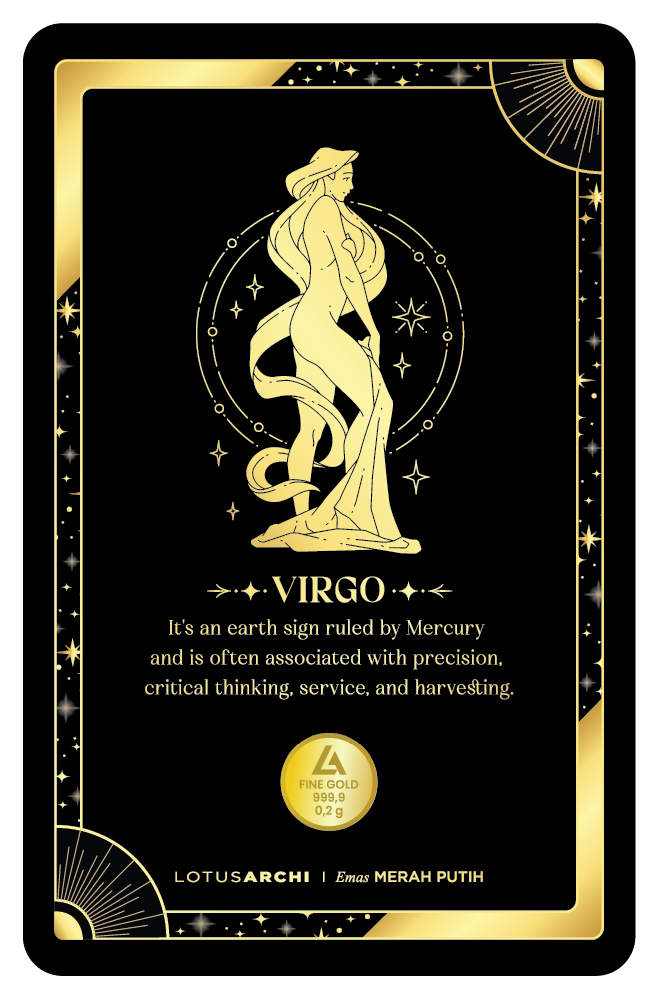 VIRGO
It's an earth sign ruled by Mercury
and is often associated with precision,
critical thinking, service, and harvesting.
LA
FINE GOLD
999,9
0,2 g
LOTUSARCHI | Emas MERAH PUTIH